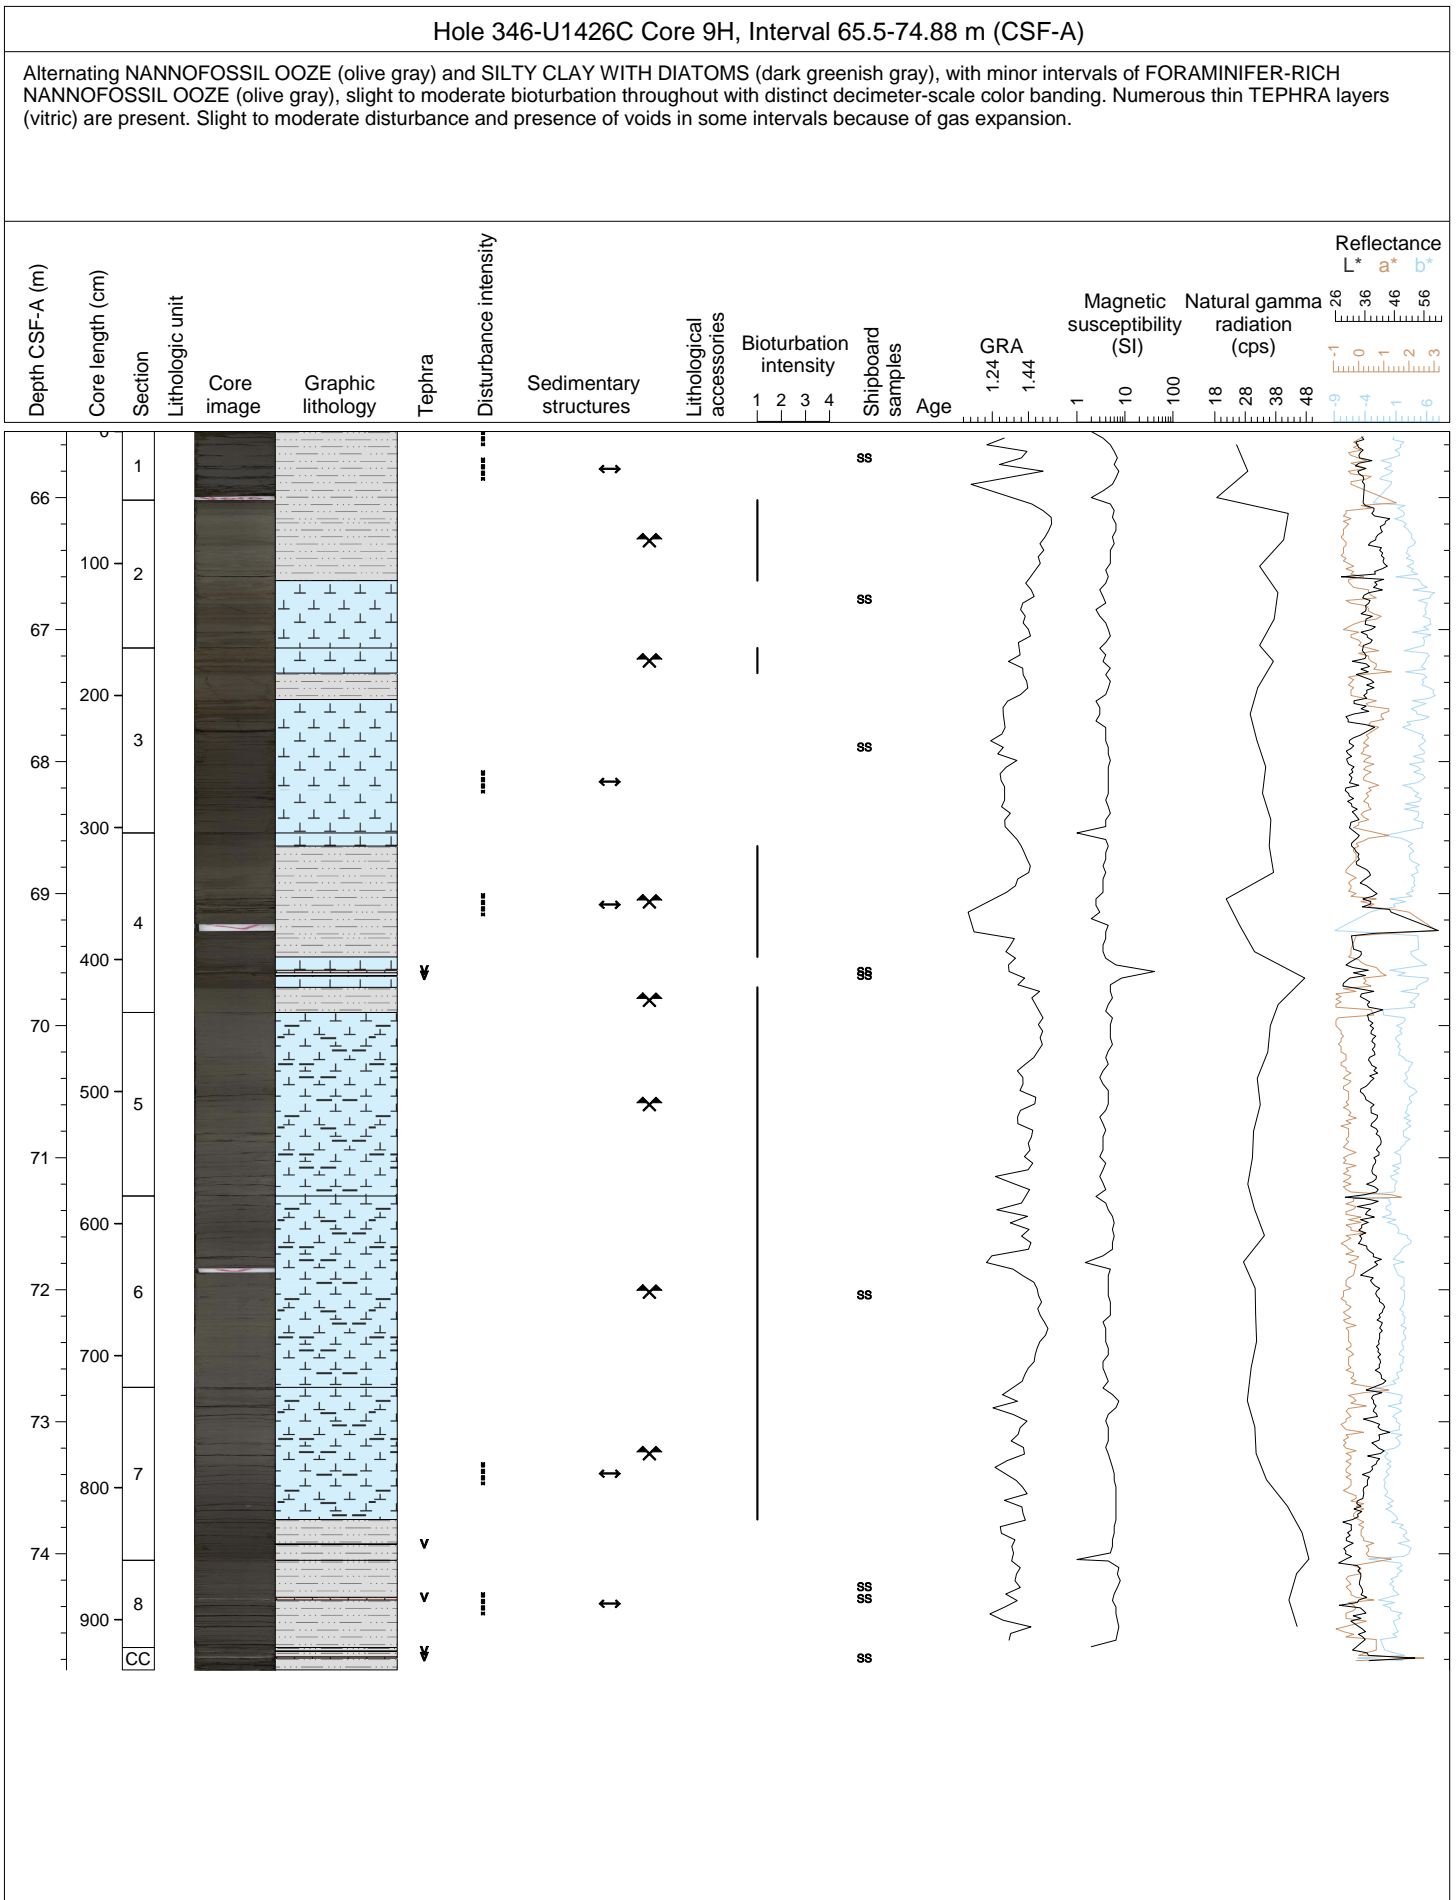 Hole 346-U1426C Core 9H, Interval 65.5-74.88 m (CSF-A)
Alternating NANNOFOSSIL OOZE (olive gray) and SILTY CLAY WITH DIATOMS (dark greenish gray), with minor intervals of FORAMINIFER-RICH
NANNOFOSSIL OOZE (olive gray), slight to moderate bioturbation throughout with distinct decimeter-scale color banding. Numerous thin TEPHRA layers
(vitric) are present. Slight to moderate disturbance and presence of voids in some intervals because of gas expansion.
Depth CSF-A (m)
Core length (cm)
Section
Lithologic unit
Core
image
Graphic
lithology
Tephra
Disturbance intensity
Sedimentary
structures
Lithological
accessories
Bioturbation
intensity
1 2 3 4
Shipboard
samples
Age
GRA
1.24 1.44
Magnetic
susceptibility
(SI)
1 10 100
Natural gamma
radiation
(cps)
18 28 38 48
Reflectance
L* a* b*
26 36 46 56
-1 0 1 2 3
-9 -4 1 6
0
1
ss
66
2
100
ss
67
200
3
ss
68
300
69
4
400
V
V
ss
ss
70
500
5
71
600
6
72
ss
700
73
7
800
V
74
ss
V
ss
8
900
V
V
CC
ss